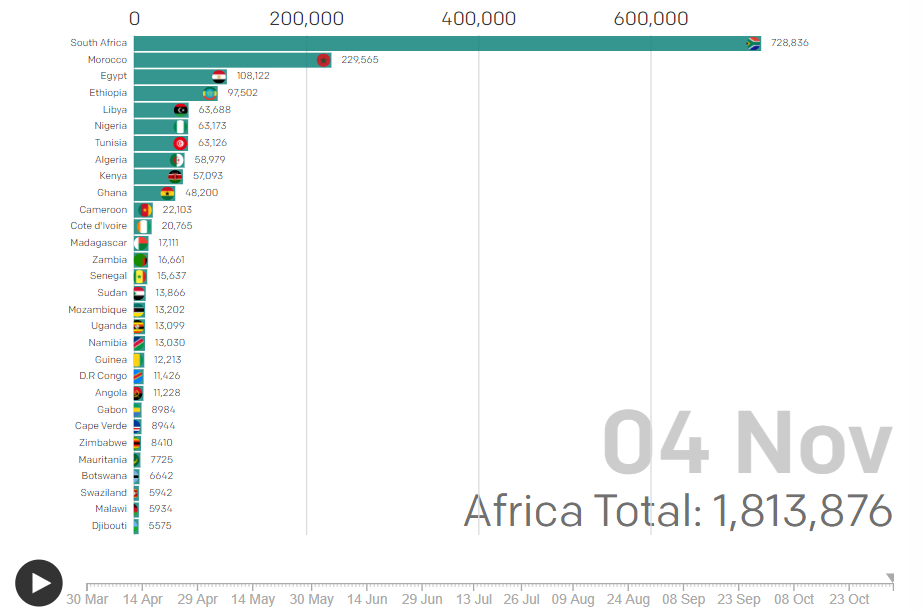 0 200,000 400,000 600,000
South Africa 728,836
Morocco 229,565
Egypt 108,122
Ethiopia 97,502
Libya 63,688
Nigeria 63,173
Tunisia 63,126
Algeria 58,979
Kenya 57,093
Ghana 48,200
Cameroon 22,103
Cote d'Ivoire 20,765
Madagascar 17,111
Zambia 16,661
Senegal 15,637
Sudan 13,866
Mozambique 13,202
Uganda 13,099
Namibia 13,030
Guinea 12,213
D.R Congo 11,426
Angola 11,228
Gabon 8984
Cape Verde 8944
Zimbabwe 8410
Mauritania 7725
Botswana 6642
Swaziland 5942
Malawi 5934
Djibouti 5575
04 Nov
Africa Total: 1,813,876
30 Mar 14 Apr 29 Apr 14 May 30 May 14 Jun 29 Jun 13 Jul 26 Jul 09 Aug 24 Aug 08 Sep 23 Sep 08 Oct 23 Oct